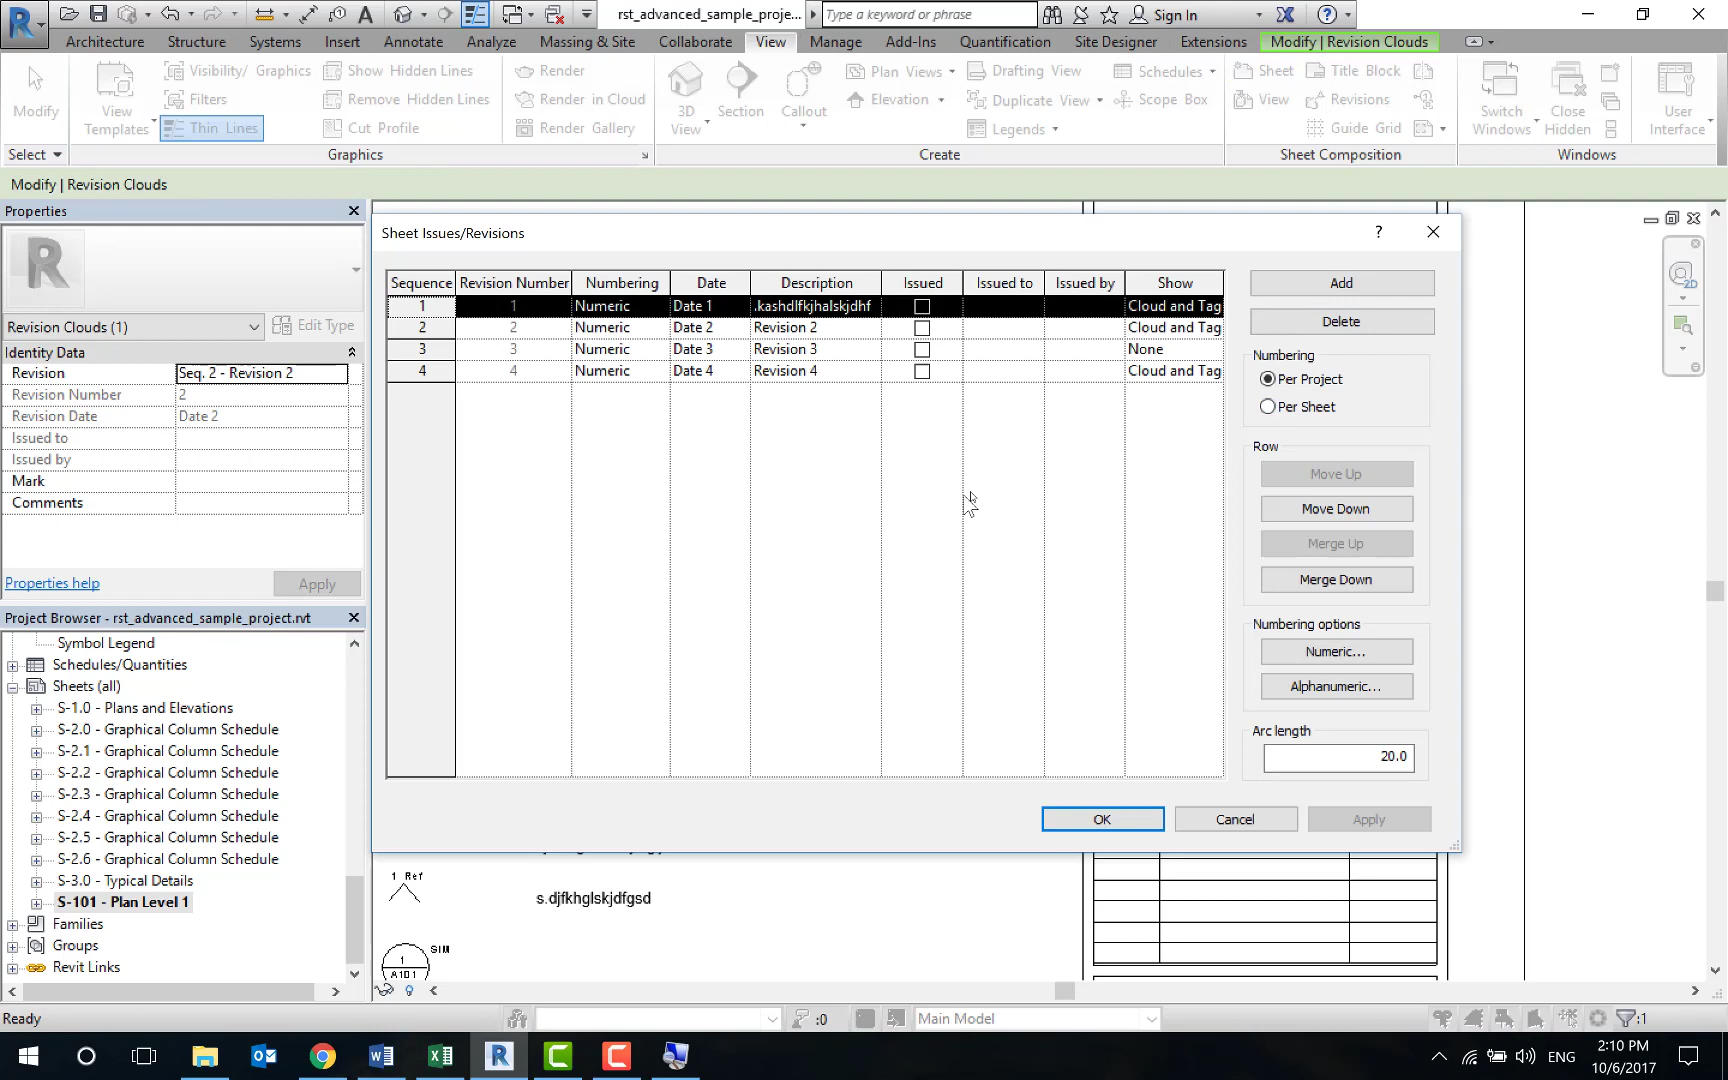 rst_advanced_sample_proje...
Type a keyword or phrase
Sign In
Architecture Structure Systems Insert Annotate Analyze Massing & Site Collaborate View Manage Add-Ins Quantification Site Designer Extensions Modify | Revision Clouds
Modify
View Templates
Visibility/ Graphics
Filters
Thin Lines
Show Hidden Lines
Remove Hidden Lines
Cut Profile
Render
Render in Cloud
Render Gallery
3D View
Section
Callout
Plan Views
Elevation
Drafting View
Duplicate View
Legends
Schedules
Scope Box
Sheet
View
Title Block
Revisions
Guide Grid
Switch Windows
Close Hidden
User Interface
Select Graphics Create Sheet Composition Windows
Modify | Revision Clouds
Properties
R
Revision Clouds (1) Edit Type
Identity Data
Revision Seq. 2 - Revision 2
Revision Number 2
Revision Date Date 2
Issued to
Issued by
Mark
Comments
Properties help Apply
Project Browser - rst_advanced_sample_project.rvt
Symbol Legend
Schedules/Quantities
Sheets (all)
S-1.0 - Plans and Elevations
S-2.0 - Graphical Column Schedule
S-2.1 - Graphical Column Schedule
S-2.2 - Graphical Column Schedule
S-2.3 - Graphical Column Schedule
S-2.4 - Graphical Column Schedule
S-2.5 - Graphical Column Schedule
S-2.6 - Graphical Column Schedule
S-3.0 - Typical Details
S-101 - Plan Level 1
Families
Groups
Revit Links
Sheet Issues/Revisions
Sequence Revision Number Numbering Date Description Issued Issued to Issued by Show
1 1 Numeric Date 1 .kashdlfkjhalskjdhf Cloud and Tag
2 2 Numeric Date 2 Revision 2 Cloud and Tag
3 3 Numeric Date 3 Revision 3 None
4 4 Numeric Date 4 Revision 4 Cloud and Tag
Add
Delete
Numbering
Per Project
Per Sheet
Row
Move Up
Move Down
Merge Up
Merge Down
Numbering options
Numeric...
Alphanumeric...
Arc length
20.0
OK Cancel Apply
1 Ref
s.djfkhglskjdfgsd
SIM
1
A101
Ready :0 Main Model :1
ENG
2:10 PM
10/6/2017